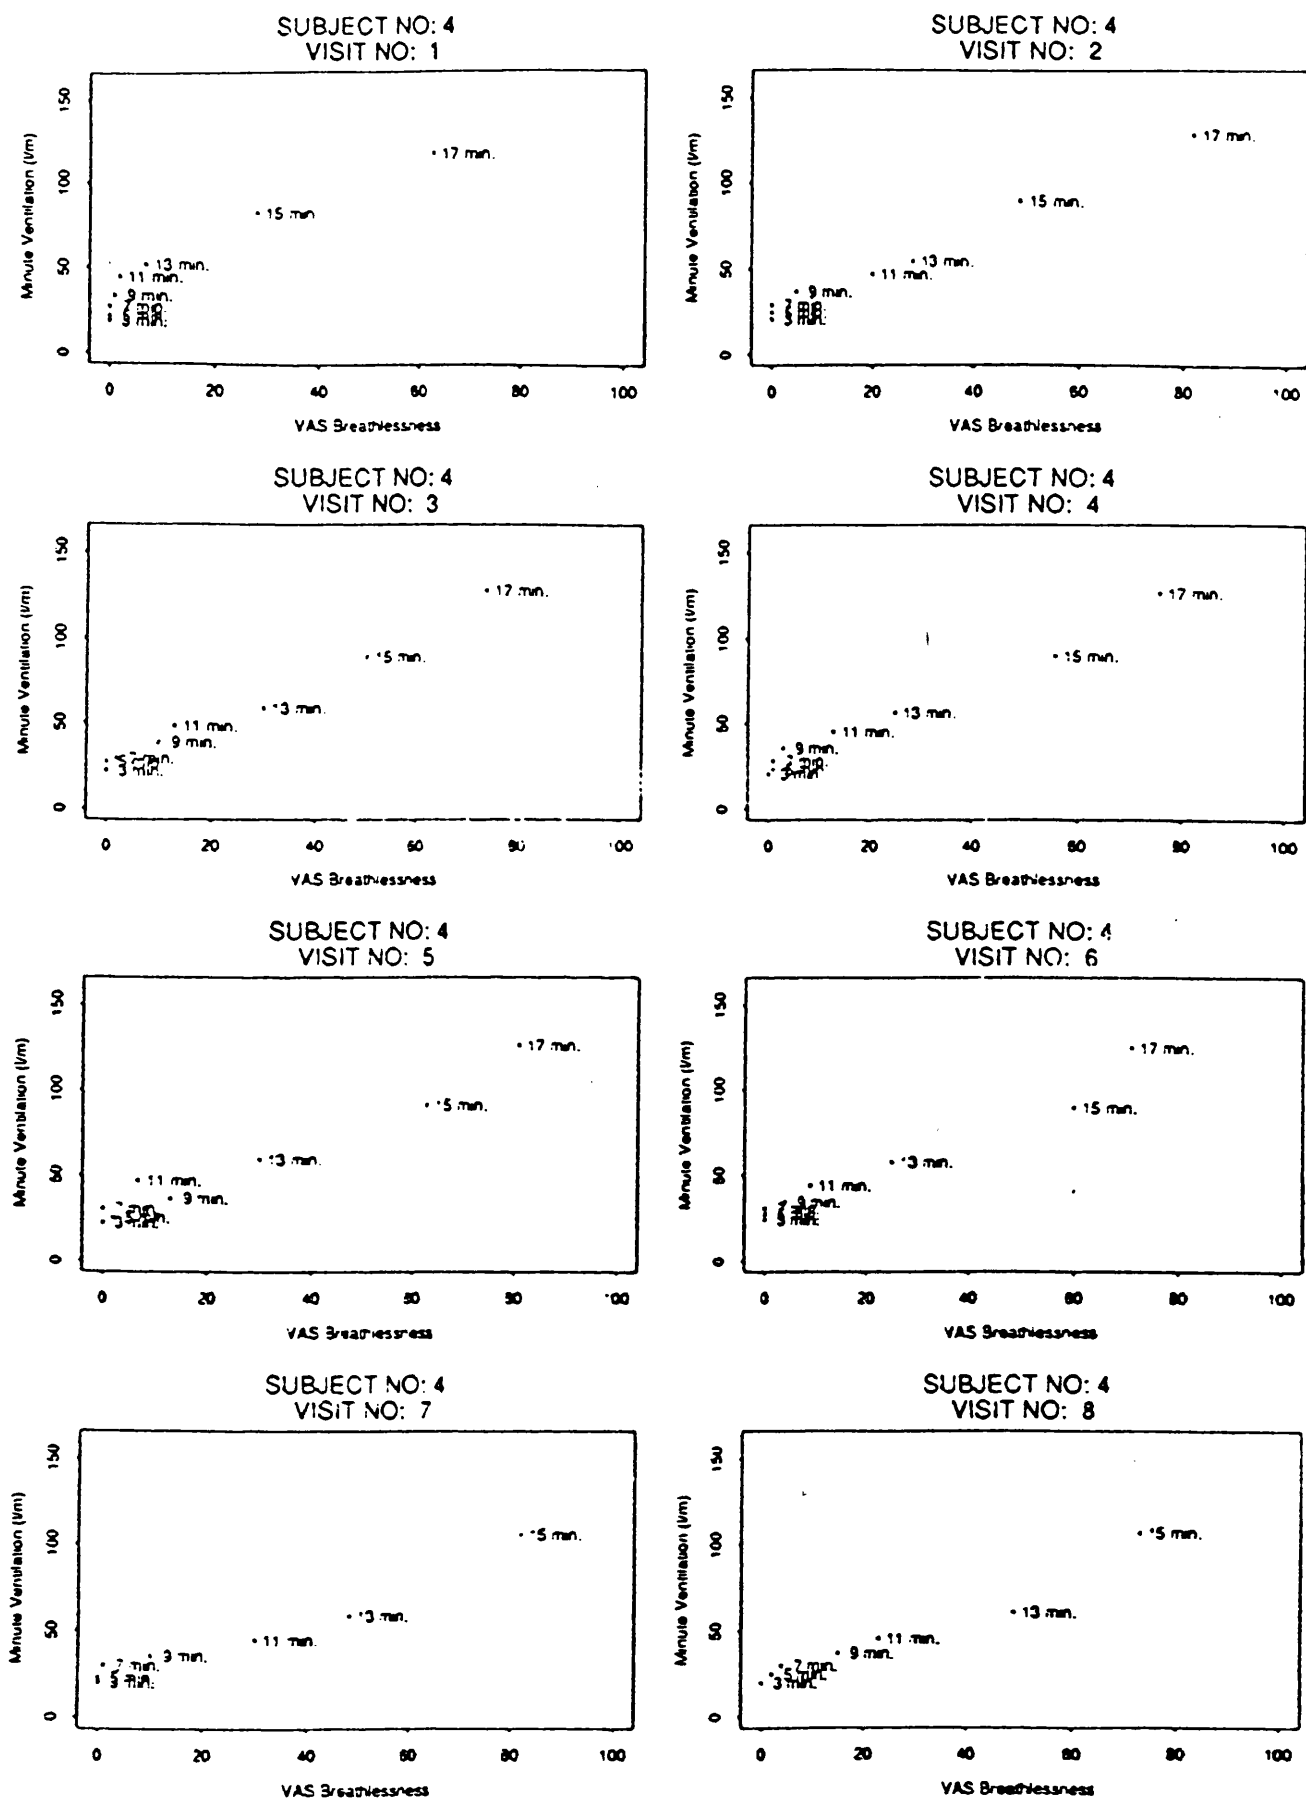 SUBJECT NO: 4
VISIT NO: 1
150
100
50
0
Minute Ventilation (l/m)
17 min.
15 min
13 min.
11 min.
9 min.
0 20 40 60 80 100
VAS Breathlessness
SUBJECT NO: 4
VISIT NO: 2
150
100
50
0
Minute Ventilation (l/m)
17 min.
15 min.
13 min.
11 min.
9 min.
0 20 40 60 80 100
VAS Breathlessness
SUBJECT NO: 4
VISIT NO: 3
150
100
50
0
Minute Ventilation (l/m)
17 min.
15 min.
13 min.
11 min.
9 min.
3 min.
0 20 40 60 80 100
VAS Breathlessness
SUBJECT NO: 4
VISIT NO: 4
150
100
50
0
Minute Ventilation (l/m)
17 min.
15 min.
13 min.
11 min.
9 min.
0 20 40 60 80 100
VAS Breathlessness
SUBJECT NO: 4
VISIT NO: 5
150
100
50
0
Minute Ventilation (l/m)
17 min.
15 min.
13 min.
11 min.
9 min.
0 20 40 60 80 100
VAS Breathlessness
SUBJECT NO: 4
VISIT NO: 6
150
100
50
0
Minute Ventilation (l/m)
17 min.
15 min.
13 min.
11 min.
9 min.
0 20 40 60 80 100
VAS Breathlessness
SUBJECT NO: 4
VISIT NO: 7
150
100
50
0
Minute Ventilation (l/m)
15 min.
13 min.
11 min.
9 min.
7 min.
0 20 40 60 80 100
VAS Breathlessness
SUBJECT NO: 4
VISIT NO: 8
150
100
50
0
Minute Ventilation (l/m)
15 min.
13 min.
11 min.
9 min.
7 min.
5 min.
3 min.
0 20 40 60 80 100
VAS Breathlessness